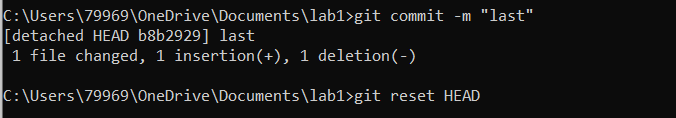 C:\Users\79969\OneDrive\Documents\lab1>git commit -m "last"
[detached HEAD b8b2929] last
 1 file changed, 1 insertion(+), 1 deletion(-)
C:\Users\79969\OneDrive\Documents\lab1>git reset HEAD